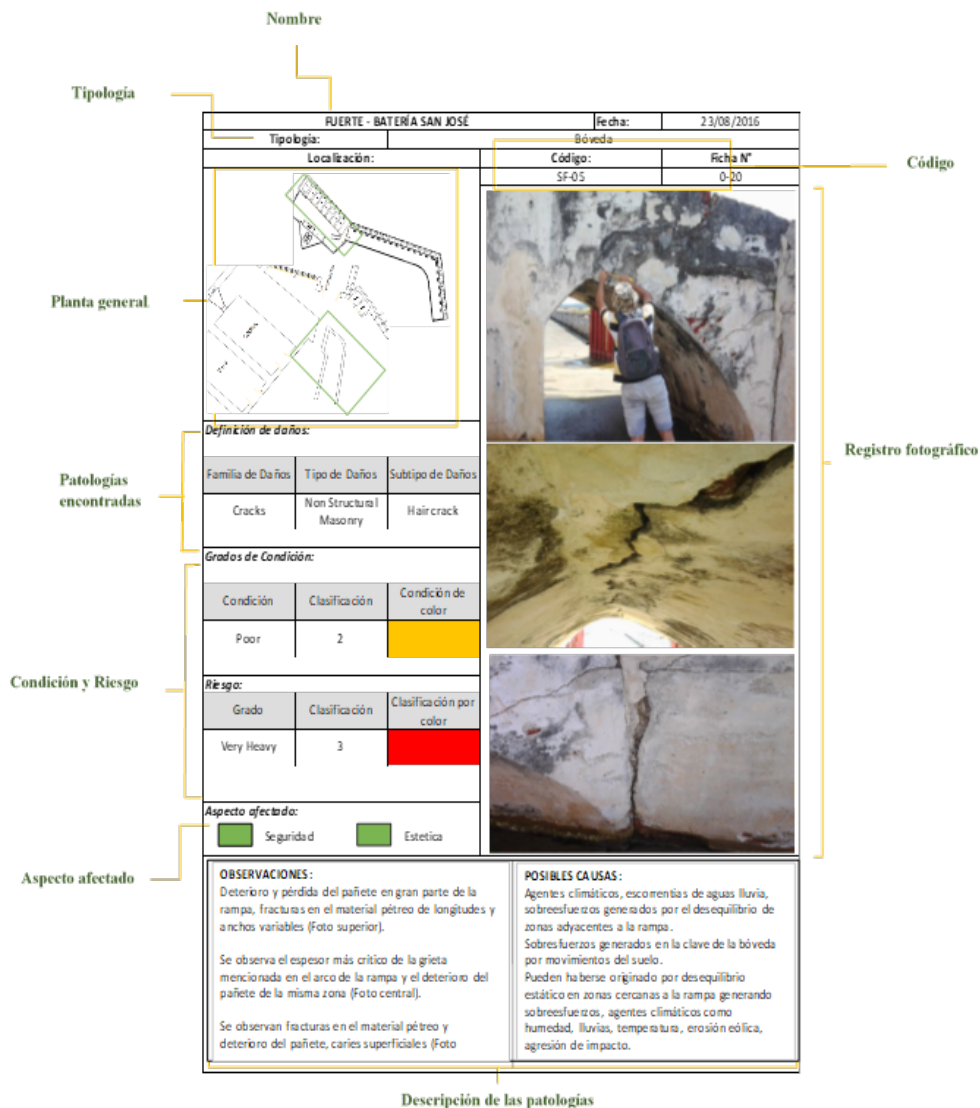 Nombre
Típología
FUERTE - BATERÍA SAN JOSÉ
Fecha:
23/08/2016
Tipología:
Bóveda
Localización:
Código:
Ficha N°
Código
SF-05
0-20
Planta general
Registro fotográfico
Definición de daños:
Patologías
encontradas
Familia de Daños
Tipo de Daños
Subtipo de Daños
Cracks
Non Structural
Masonry
Hair crack
Grados de Condición:
Condición
Clasificación
Condición de
color
Poor
2
Condición y Riesgo
Riesgo:
Grado
Clasificación
Clasificación por
color
Very Heavy
3
Aspecto afectado:
Seguridad
Estetica
Aspecto afectado
OBSERVACIONES:
Deterioro y pérdida del pañete en gran parte de la
rampa, fracturas en el material pétreo de longitudes y
anchos variables (Foto superior).
Se observa el espesor más crítico de la grieta
mencionada en el arco de la rampa y el deterioro del
pañete de la misma zona (Foto central).
Se observan fracturas en el material pétreo y
deterioro del pañete, caries superficiales (Foto
POSIBLES CAUSAS:
Agentes climáticos, escorrentias de aguas lluvia,
sobreesfuerzos generados por el desequilibrio de
zonas adyacentes a la rampa.
Sobresfuerzos generados en la clave de la bóveda
por movimientos del suelo.
Pueden haberse originado por desequilibrio
estático en zonas cercanas a la rampa generando
sobreesfuerzos, agentes climáticos como
humedad, lluvias, temperatura, erosión eólica,
agresión de impacto.
Descripción de las patologías